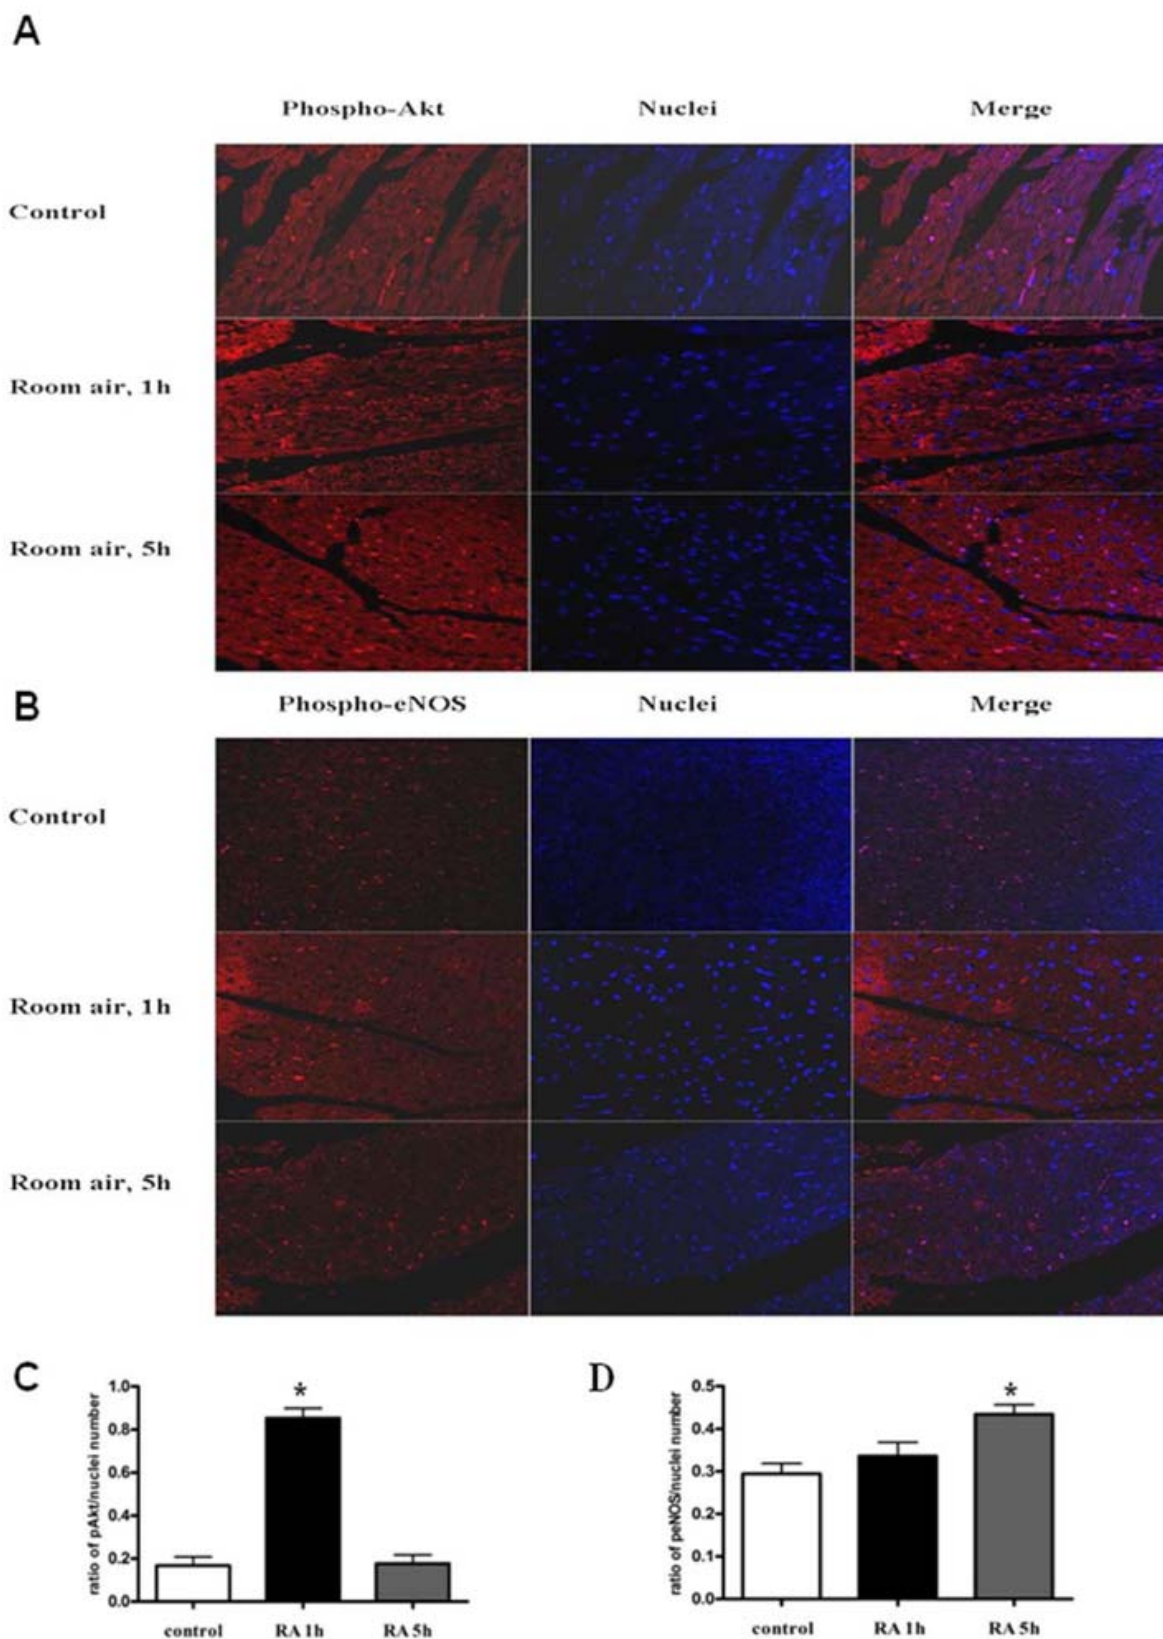 A
Phospho-Akt Nuclei Merge
Control
Room air, 1h
Room air, 5h
B
Phospho-eNOS Nuclei Merge
Control
Room air, 1h
Room air, 5h
C
ratio of pAkt/nuclei number
1.0
0.8
0.6
0.4
0.2
0.0
*
control RA 1h RA 5h
D
ratio of peNOS/nuclei number
0.5
0.4
0.3
0.2
0.1
0.0
*
control RA 1h RA 5h